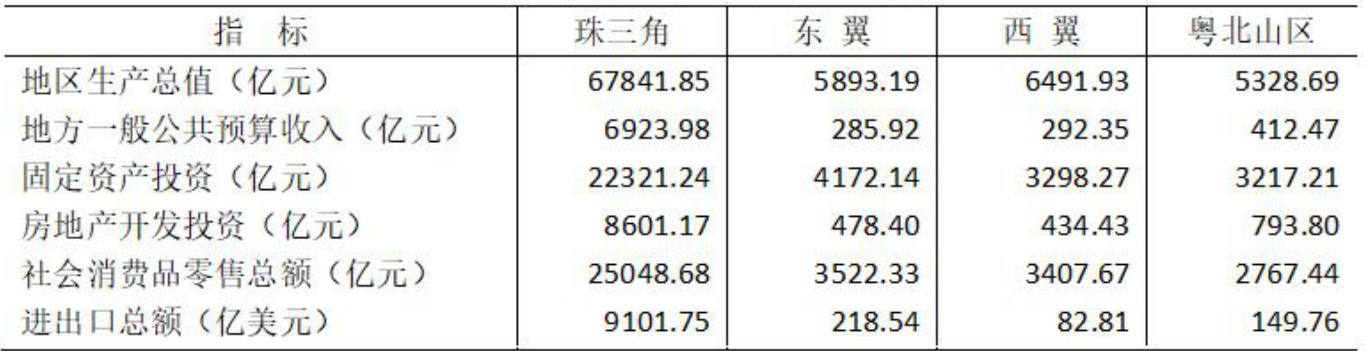 指 标 珠三角 东 翼 西 翼 粤北山区
地区生产总值（亿元） 67841.85 5893.19 6491.93 5328.69
地方一般公共预算收入（亿元） 6923.98 285.92 292.35 412.47
固定资产投资（亿元） 22321.24 4172.14 3298.27 3217.21
房地产开发投资（亿元） 8601.17 478.40 434.43 793.80
社会消费品零售总额（亿元） 25048.68 3522.33 3407.67 2767.44
进出口总额（亿美元） 9101.75 218.54 82.81 149.76